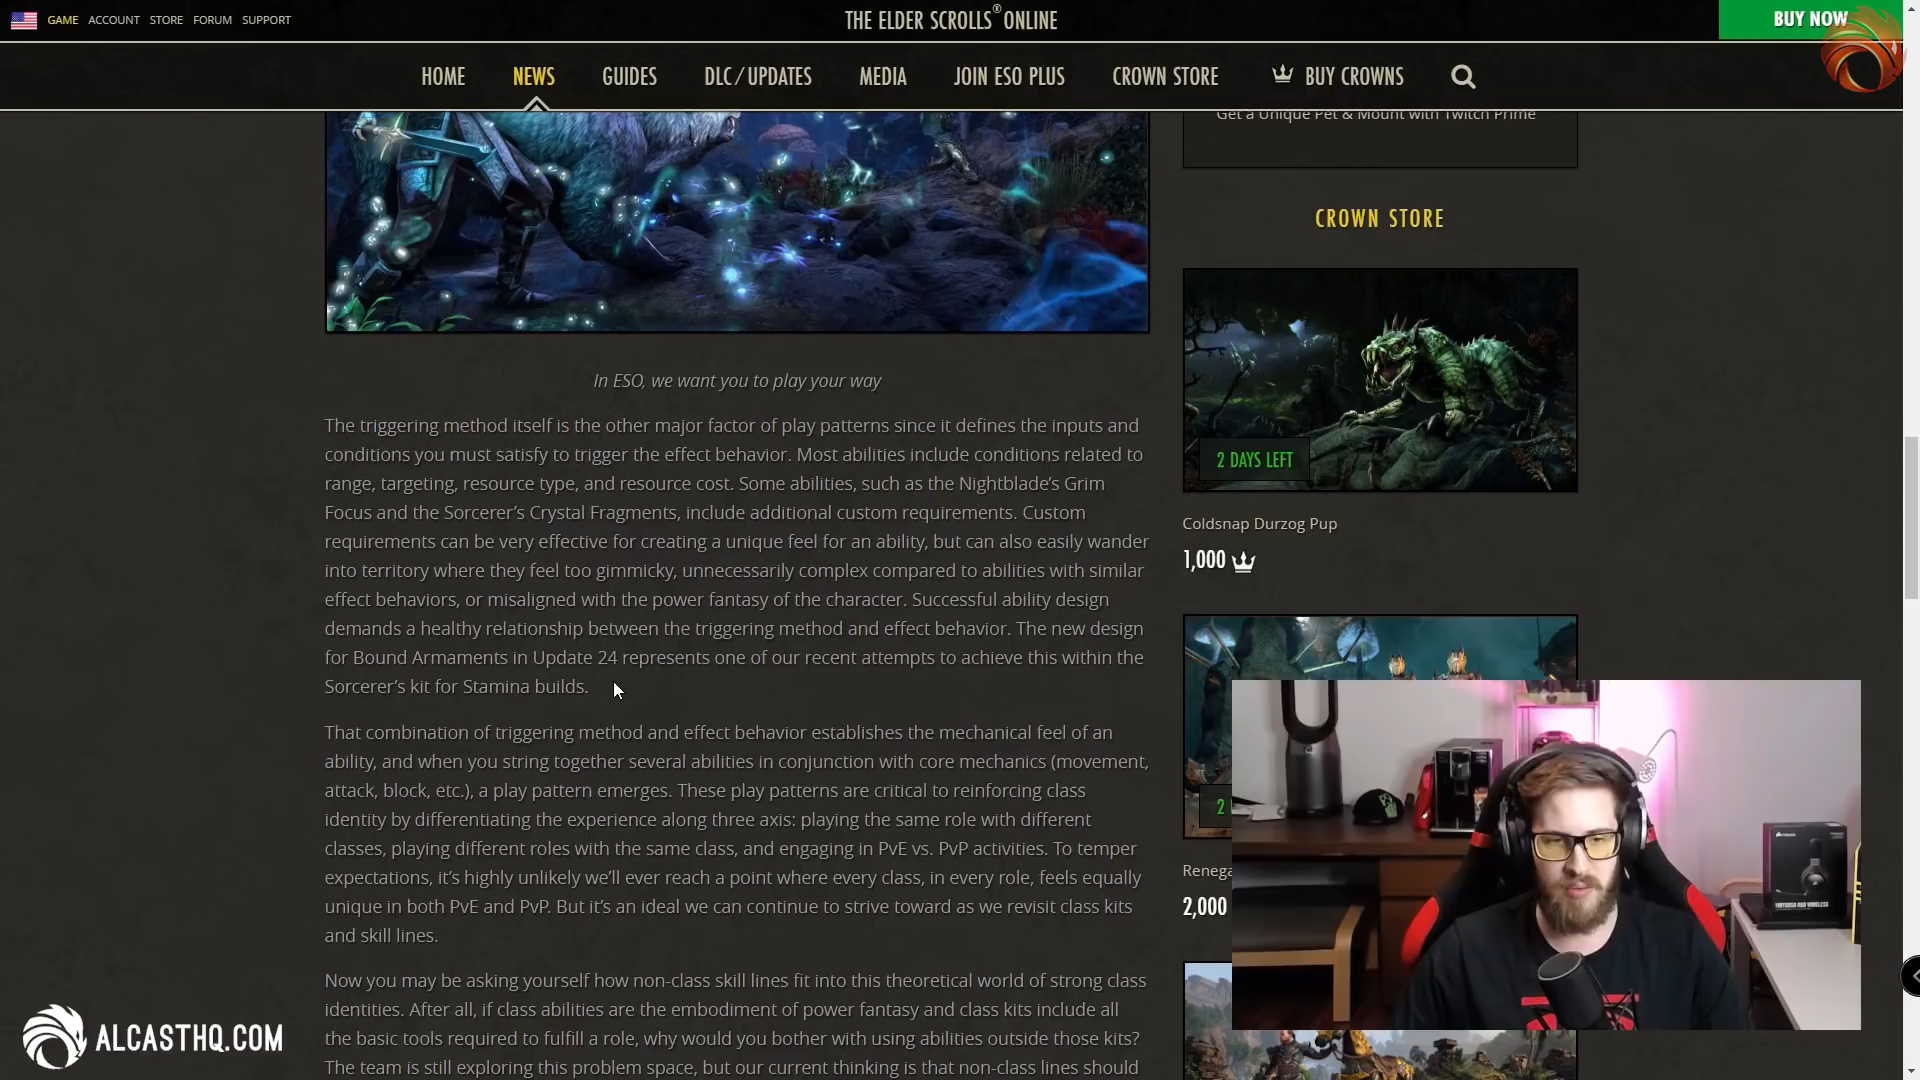 GAME ACCOUNT STORE FORUM SUPPORT
THE ELDER SCROLLS® ONLINE
BUY NOW
HOME NEWS GUIDES DLC / UPDATES MEDIA JOIN ESO PLUS CROWN STORE BUY CROWNS
Get a Unique Pet & Mount with Twitch Prime
CROWN STORE
2 DAYS LEFT
Coldsnap Durzog Pup
1,000
In ESO, we want you to play your way
The triggering method itself is the other major factor of play patterns since it defines the inputs and
conditions you must satisfy to trigger the effect behavior. Most abilities include conditions related to
range, targeting, resource type, and resource cost. Some abilities, such as the Nightblade’s Grim
Focus and the Sorcerer’s Crystal Fragments, include additional custom requirements. Custom
requirements can be very effective for creating a unique feel for an ability, but can also easily wander
into territory where they feel too gimmicky, unnecessarily complex compared to abilities with similar
effect behaviors, or misaligned with the power fantasy of the character. Successful ability design
demands a healthy relationship between the triggering method and effect behavior. The new design
for Bound Armaments in Update 24 represents one of our recent attempts to achieve this within the
Sorcerer’s kit for Stamina builds.
That combination of triggering method and effect behavior establishes the mechanical feel of an
ability, and when you string together several abilities in conjunction with core mechanics (movement,
attack, block, etc.), a play pattern emerges. These play patterns are critical to reinforcing class
identity by differentiating the experience along three axis: playing the same role with different
classes, playing different roles with the same class, and engaging in PvE vs. PvP activities. To temper
expectations, it’s highly unlikely we’ll ever reach a point where every class, in every role, feels equally
unique in both PvE and PvP. But it’s an ideal we can continue to strive toward as we revisit class kits
and skill lines.
Now you may be asking yourself how non-class skill lines fit into this theoretical world of strong class
identities. After all, if class abilities are the embodiment of power fantasy and class kits include all
the basic tools required to fulfill a role, why would you bother with using abilities outside those kits?
The team is still exploring this problem space, but our current thinking is that non-class lines should
2
Renega
2,000
ALCASTHQ.COM